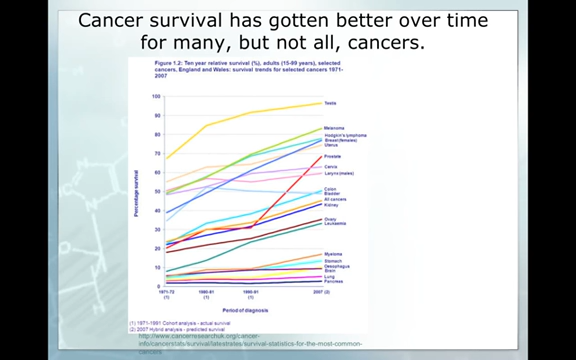 Cancer survival has gotten better over time
for many, but not all, cancers.
Figure 1.2: Ten year relative survival (%), adults (15-99 years), selected
cancers, England and Wales: survival trends for selected cancers 1971-
2007
100
90
80
70
60
50
40
30
20
10
0
Percentage survival
Testis
Melanoma
Hodgkin's lymphoma
Breast (females)
Uterus
Prostate
Cervix
Larynx (males)
Colon
Bladder
All cancers
Kidney
Ovary
Leukaemia
Myeloma
Stomach
Oesophagus
Brain
Lung
Pancreas
1971-72 1980-81 1990-91 2007 (2)
(1) (1) (1)
Period of diagnosis
(1) 1971-1991 Cohort analysis - actual survival
(2) 2007 Hybrid analysis - predicted survival
http://www.cancerresearchuk.org/cancer-
info/cancerstats/survival/latestrates/survival-statistics-for-the-most-common-
cancers